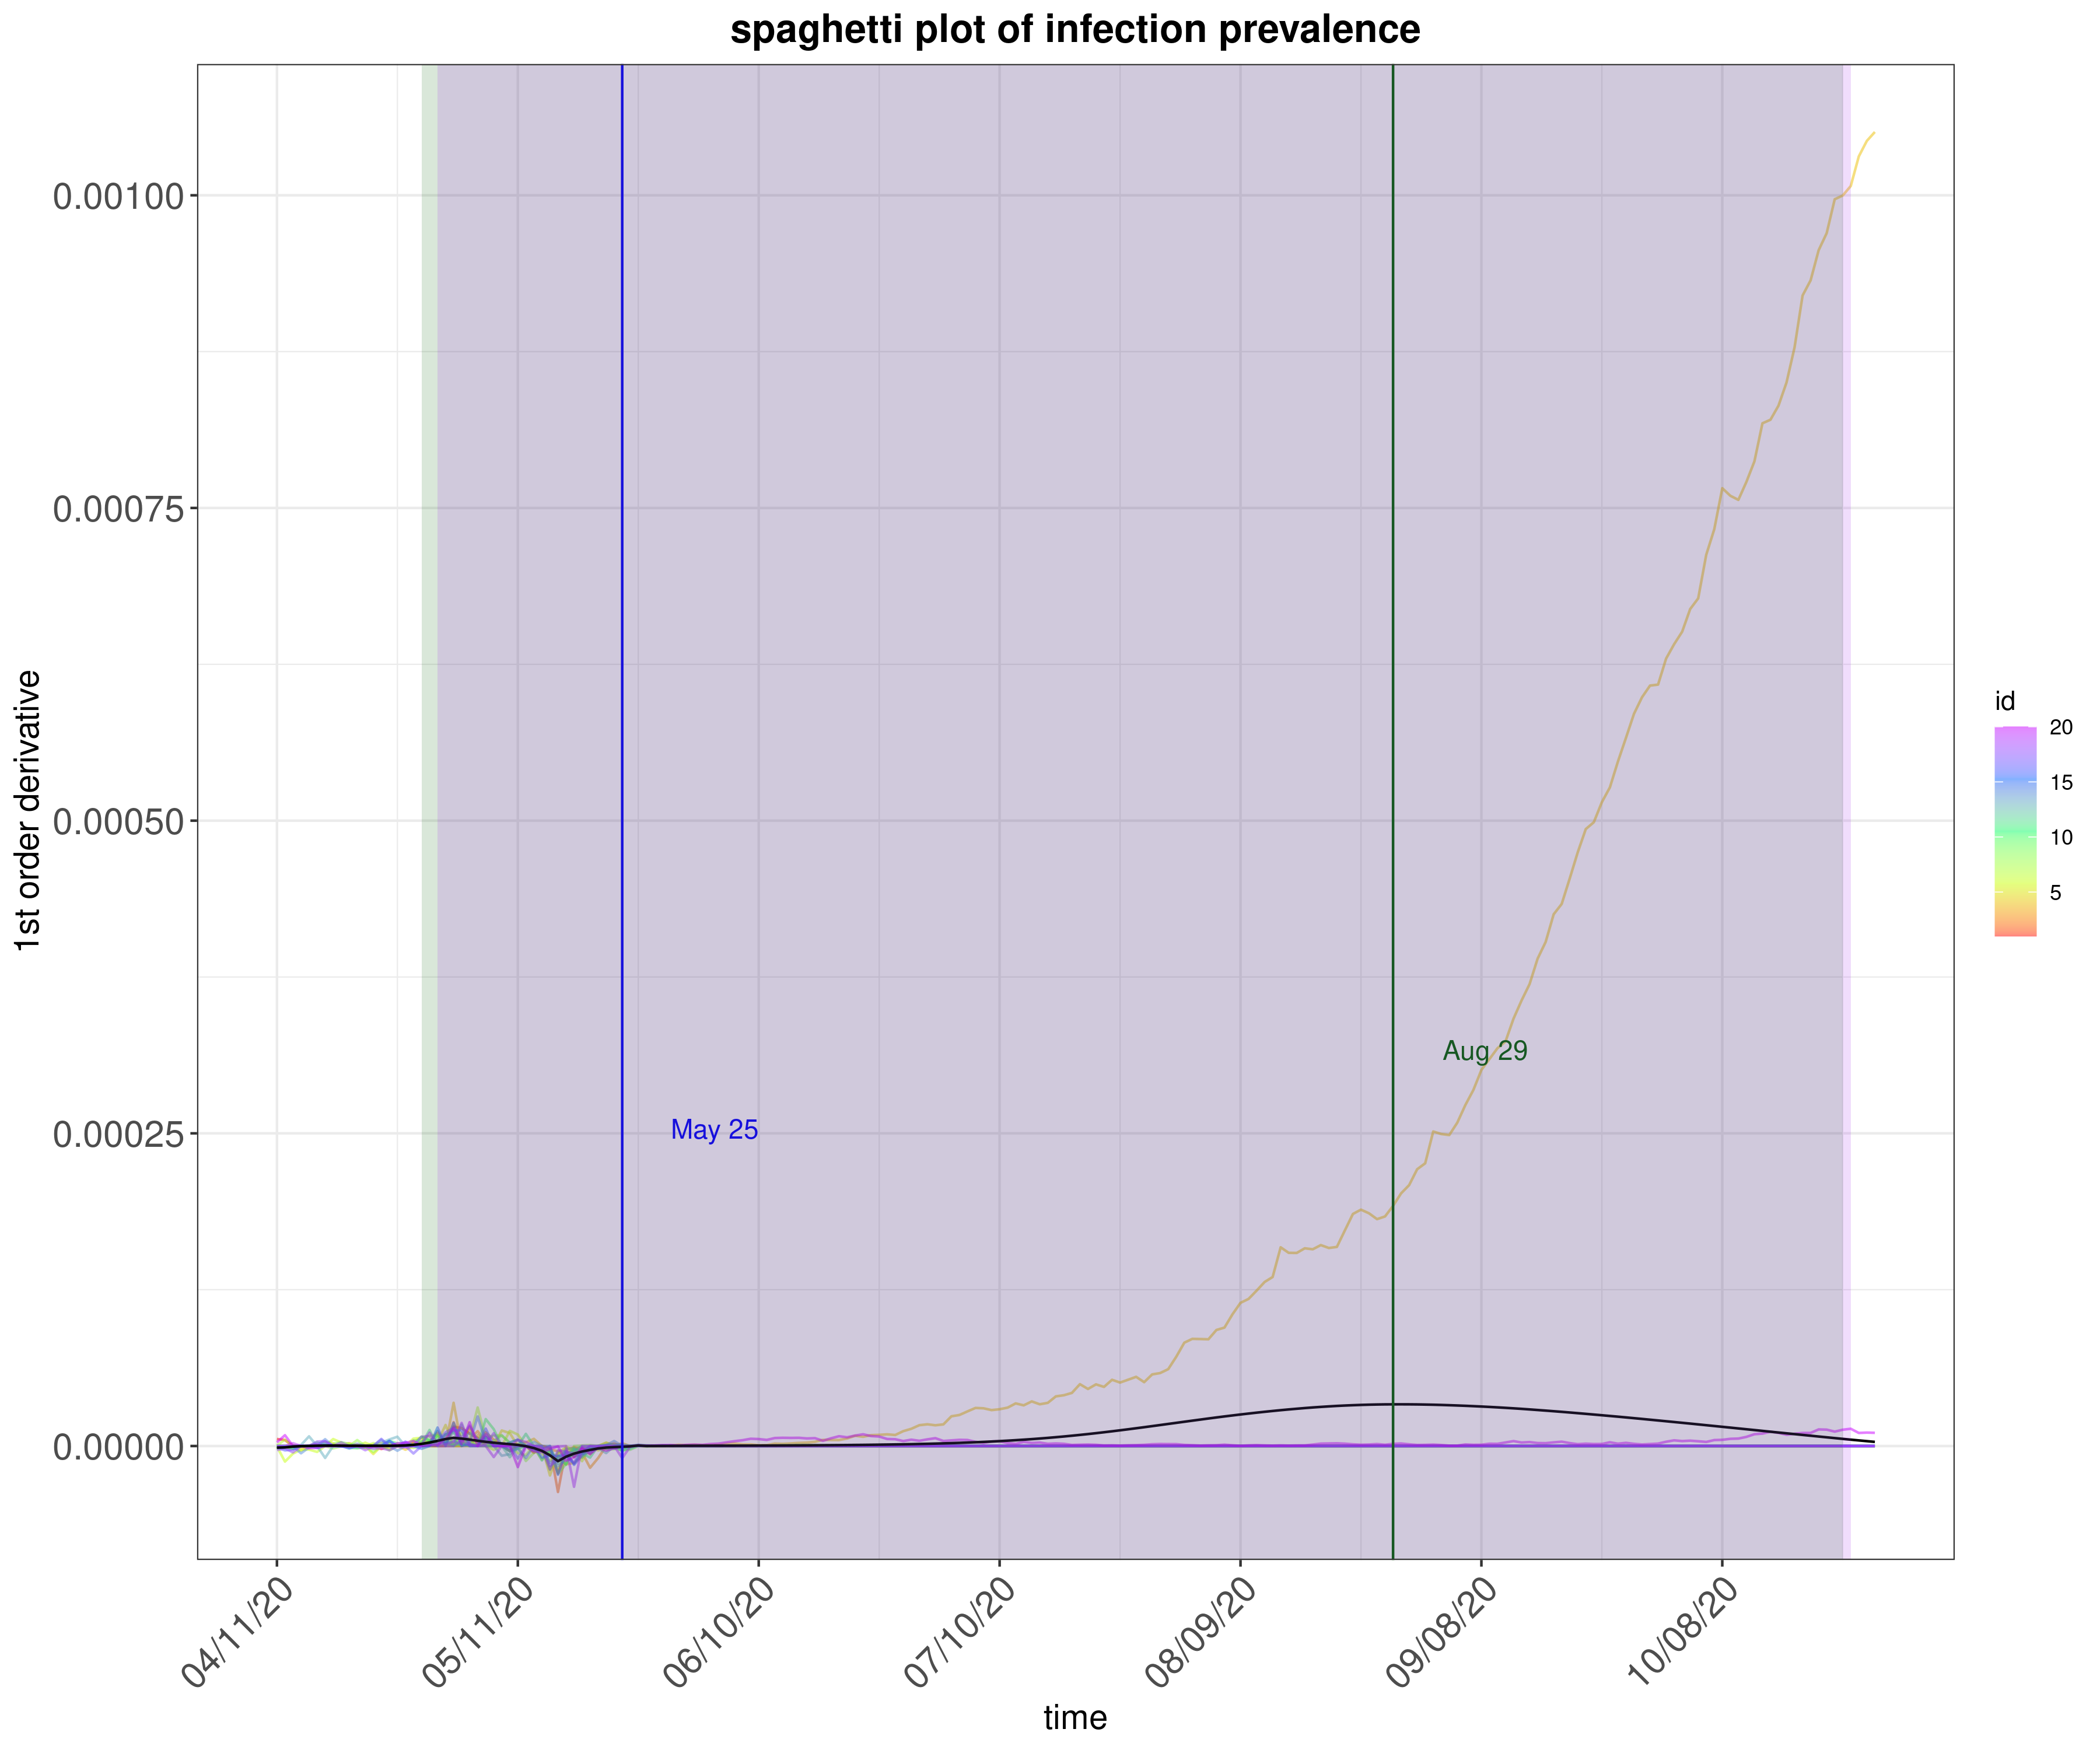 spaghetti plot of infection prevalence
1st order derivative
0.00100
0.00075
0.00050
0.00025
0.00000
Aug 29
May 25
id
20
15
10
5
04/11/20
05/11/20
06/10/20
07/10/20
08/09/20
09/08/20
10/08/20
time